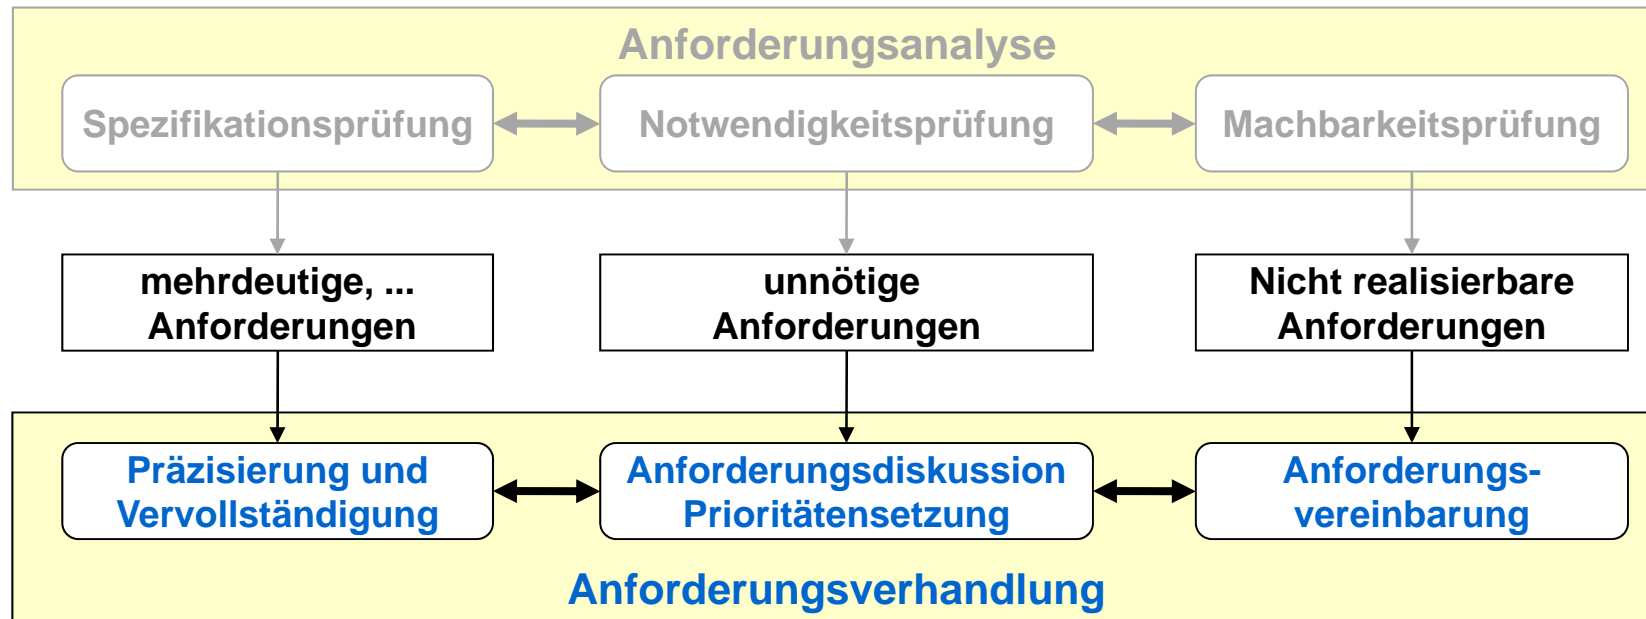 Anforderungsanalyse
Spezifikationsprüfung
Notwendigkeitsprüfung
Machbarkeitsprüfung
mehrdeutige, ...
Anforderungen
unnötige
Anforderungen
Nicht realisierbare
Anforderungen
Präzisierung und
Vervollständigung
Anforderungsdiskussion
Prioritätensetzung
Anforderungs-
vereinbarung
Anforderungsverhandlung